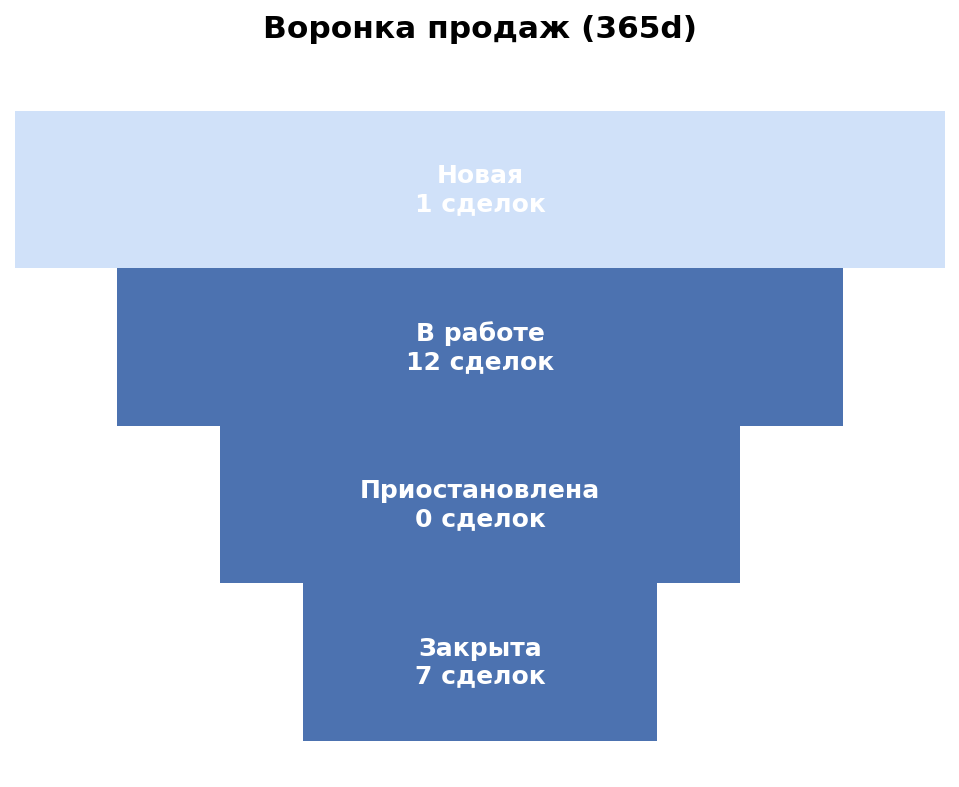 Воронка продаж (365d)
Новая
1 сделок
В работе
12 сделок
Приостановлена
0 сделок
Закрыта
7 сделок